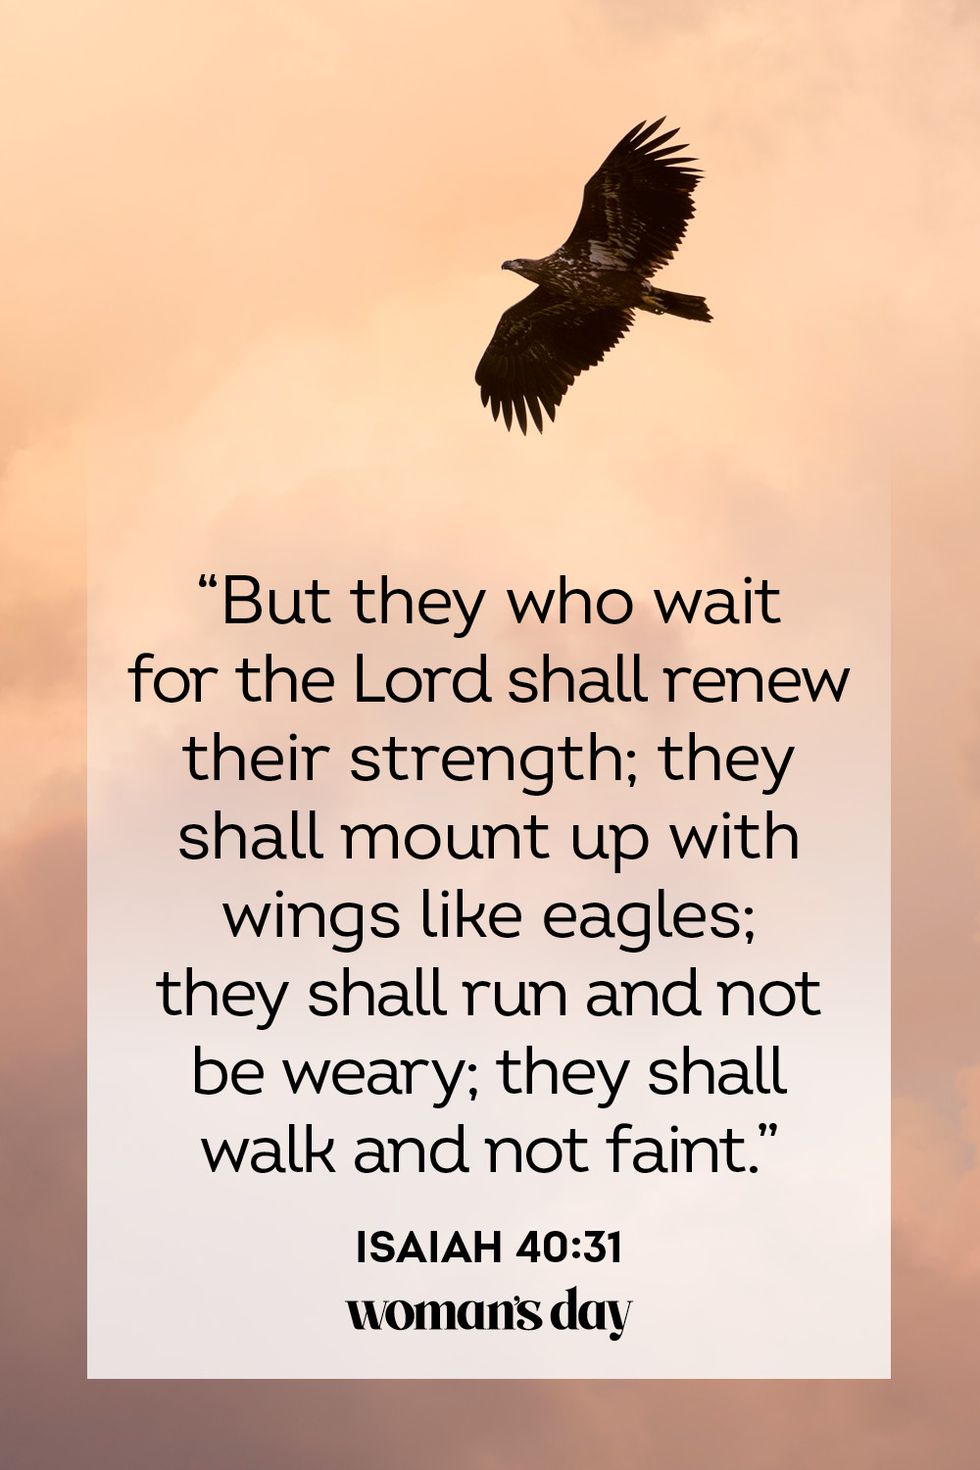 “But they who wait
for the Lord shall renew
their strength; they
shall mount up with
wings like eagles;
they shall run and not
be weary; they shall
walk and not faint.”
ISAIAH 40:31
woman's day